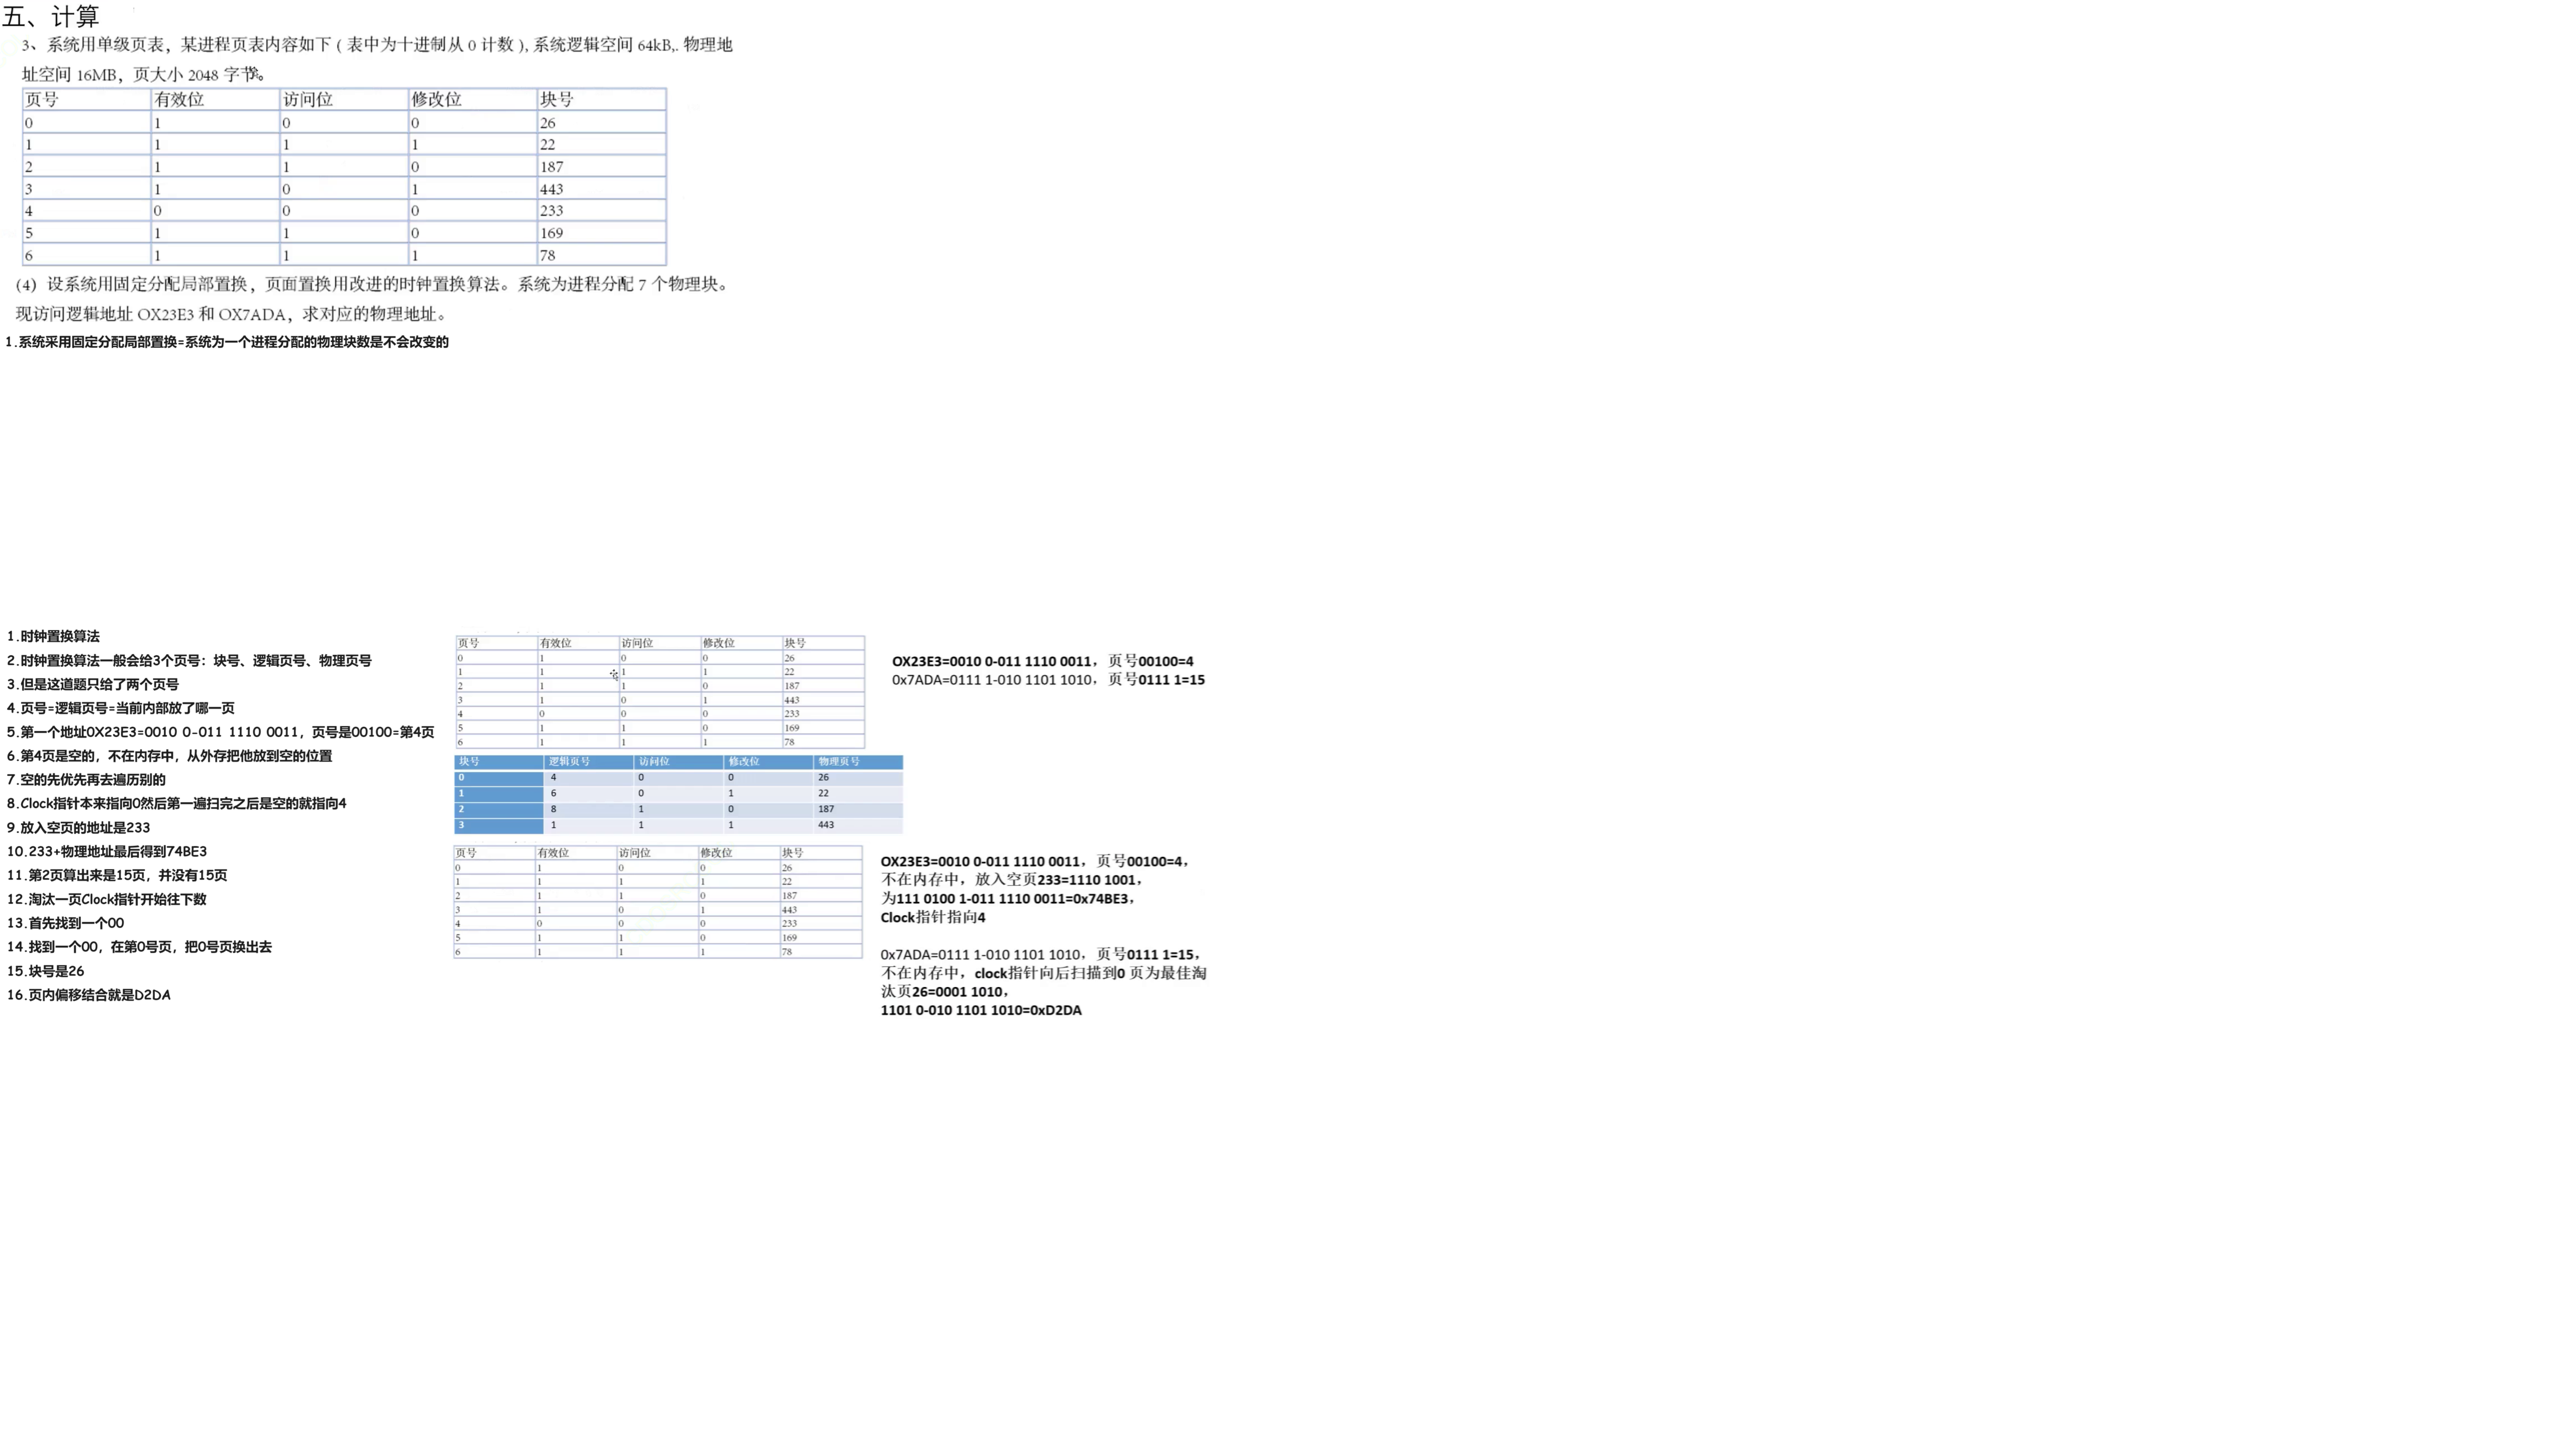 五、计算
3、系统用单级页表，某进程页表内容如下 ( 表中为十进制从 0 计数 ), 系统逻辑空间 64kB,. 物理地
址空间 16MB，页大小 2048 字节。
页号 有效位 访问位 修改位 块号
0 1 0 0 26
1 1 1 1 22
2 1 1 0 187
3 1 0 1 443
4 0 0 0 233
5 1 1 0 169
6 1 1 1 78
(4) 设系统用固定分配局部置换，页面置换用改进的时钟置换算法。系统为进程分配 7 个物理块。
现访问逻辑地址 OX23E3 和 OX7ADA，求对应的物理地址。
1.系统采用固定分配局部置换=系统为一个进程分配的物理块数是不会改变的
1.时钟置换算法
2.时钟置换算法一般会给3个页号：块号、逻辑页号、物理页号
3.但是这道题只给了两个页号
4.页号=逻辑页号=当前内部放了哪一页
5.第一个地址0X23E3=0010 0-011 1110 0011，页号是00100=第4页
6.第4页是空的，不在内存中，从外存把他放到空的位置
7.空的先优先再去遍历别的
8.Clock指针本来指向0然后第一遍扫完之后是空的就指向4
9.放入空页的地址是233
10.233+物理地址最后得到74BE3
11.第2页算出来是15页，并没有15页
12.淘汰一页Clock指针开始往下数
13.首先找到一个00
14.找到一个00，在第0号页，把0号页换出去
15.块号是26
16.页内偏移结合就是D2DA
页号 有效位 访问位 修改位 块号
0 1 0 0 26
1 1 1 1 22
2 1 1 0 187
3 1 0 1 443
4 0 0 0 233
5 1 1 0 169
6 1 1 1 78
块号 逻辑页号 访问位 修改位 物理页号
0 4 0 0 26
1 6 0 1 22
2 8 1 0 187
3 1 1 1 443
页号 有效位 访问位 修改位 块号
0 1 0 0 26
1 1 1 1 22
2 1 1 0 187
3 1 0 1 443
4 0 0 0 233
5 1 1 0 169
6 1 1 1 78
OX23E3=0010 0-011 1110 0011，页号00100=4
0x7ADA=0111 1-010 1101 1010，页号0111 1=15
OX23E3=0010 0-011 1110 0011，页号00100=4，
不在内存中，放入空页233=1110 1001，
为111 0100 1-011 1110 0011=0x74BE3，
Clock指针指向4
0x7ADA=0111 1-010 1101 1010，页号0111 1=15，
不在内存中，clock指针向后扫描到0 页为最佳淘
汰页26=0001 1010，
1101 0-010 1101 1010=0xD2DA